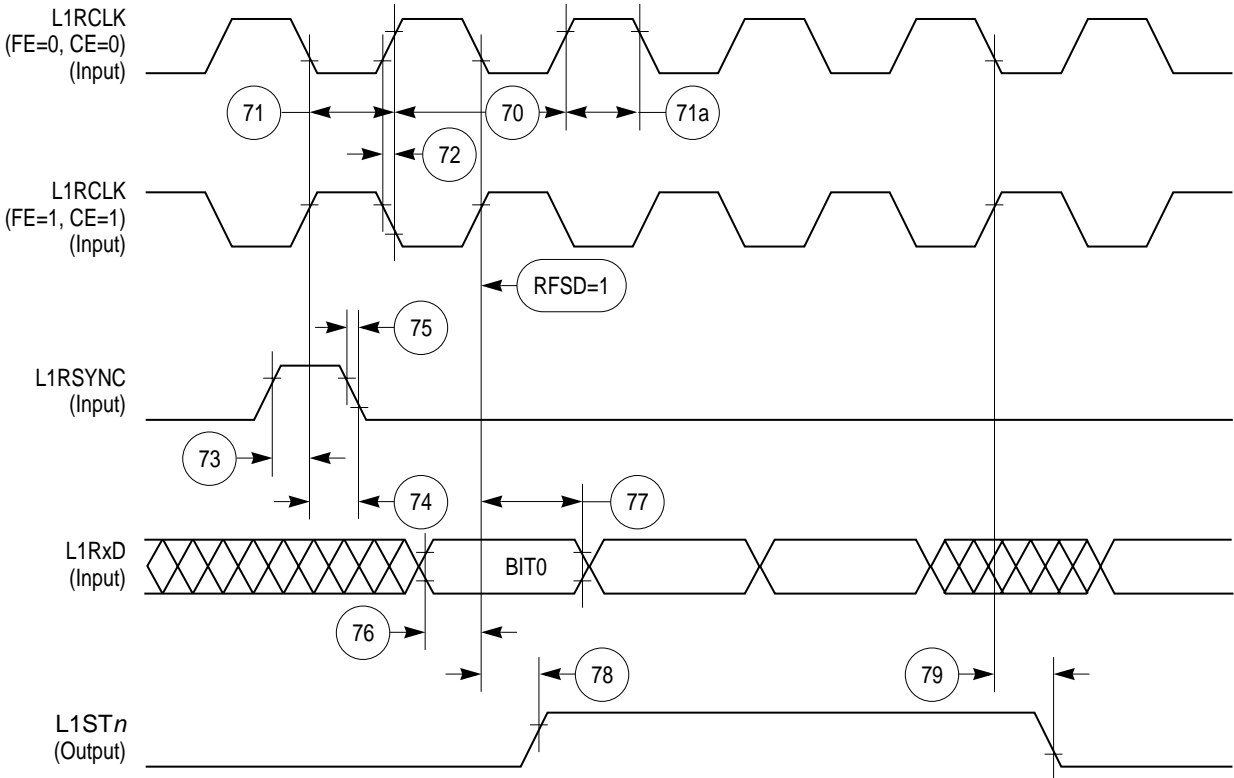 L1RCLK
(FE=0, CE=0)
(Input)
71
70
71a
72
L1RCLK
(FE=1, CE=1)
(Input)
RFSD=1
75
L1RSYNC
(Input)
73
74
77
L1RxD
(Input)
BIT0
76
78
79
L1STn
(Output)